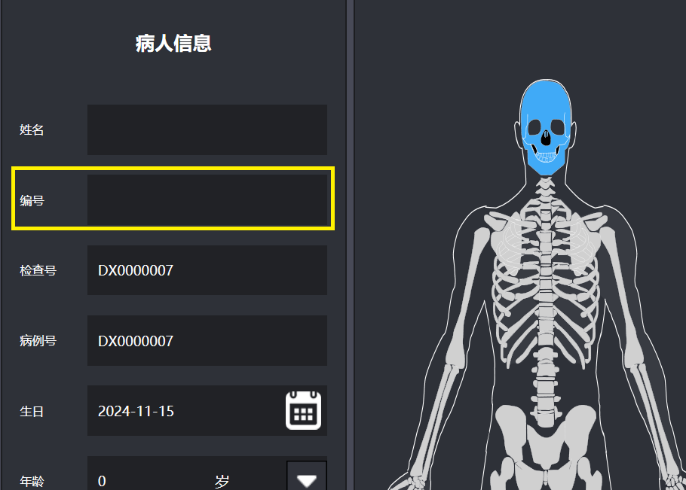 病人信息
姓名
编号
检查号 DX0000007
病例号 DX0000007
生日 2024-11-15
年龄 0 岁